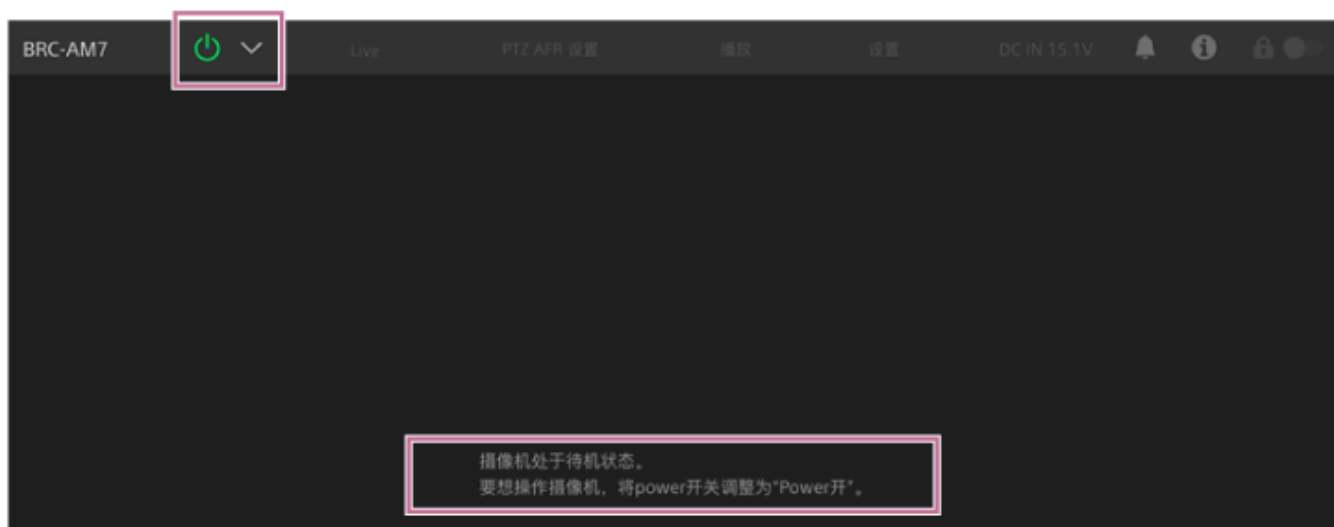 BRC-AM7 Live PTZ AFR 设置 播放 设置 DC IN 15.1V
摄像机处于待机状态。
要想操作摄像机，将power开关调整为“Power开”。